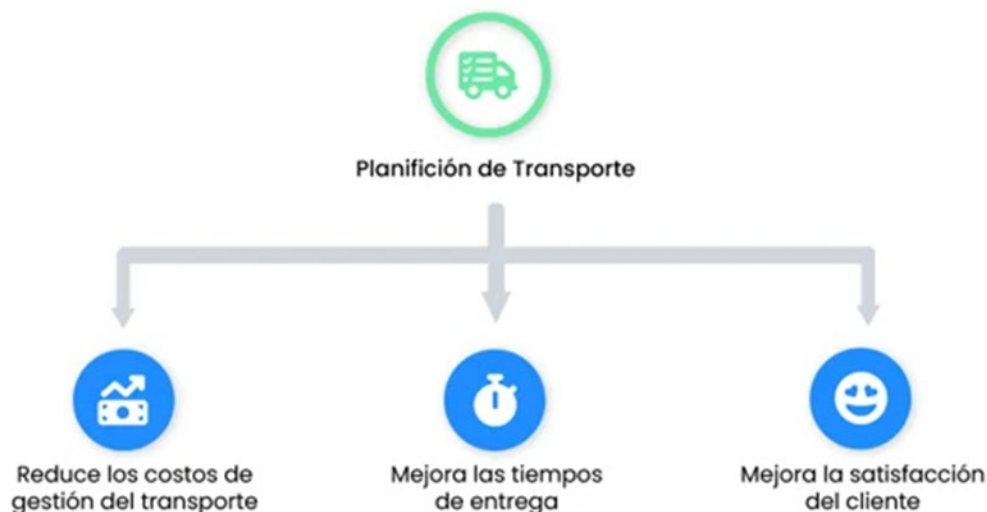 Planifición de Transporte
Reduce los costos de
gestión del transporte
Mejora las tiempos
de entrega
Mejora la satisfacción
del cliente